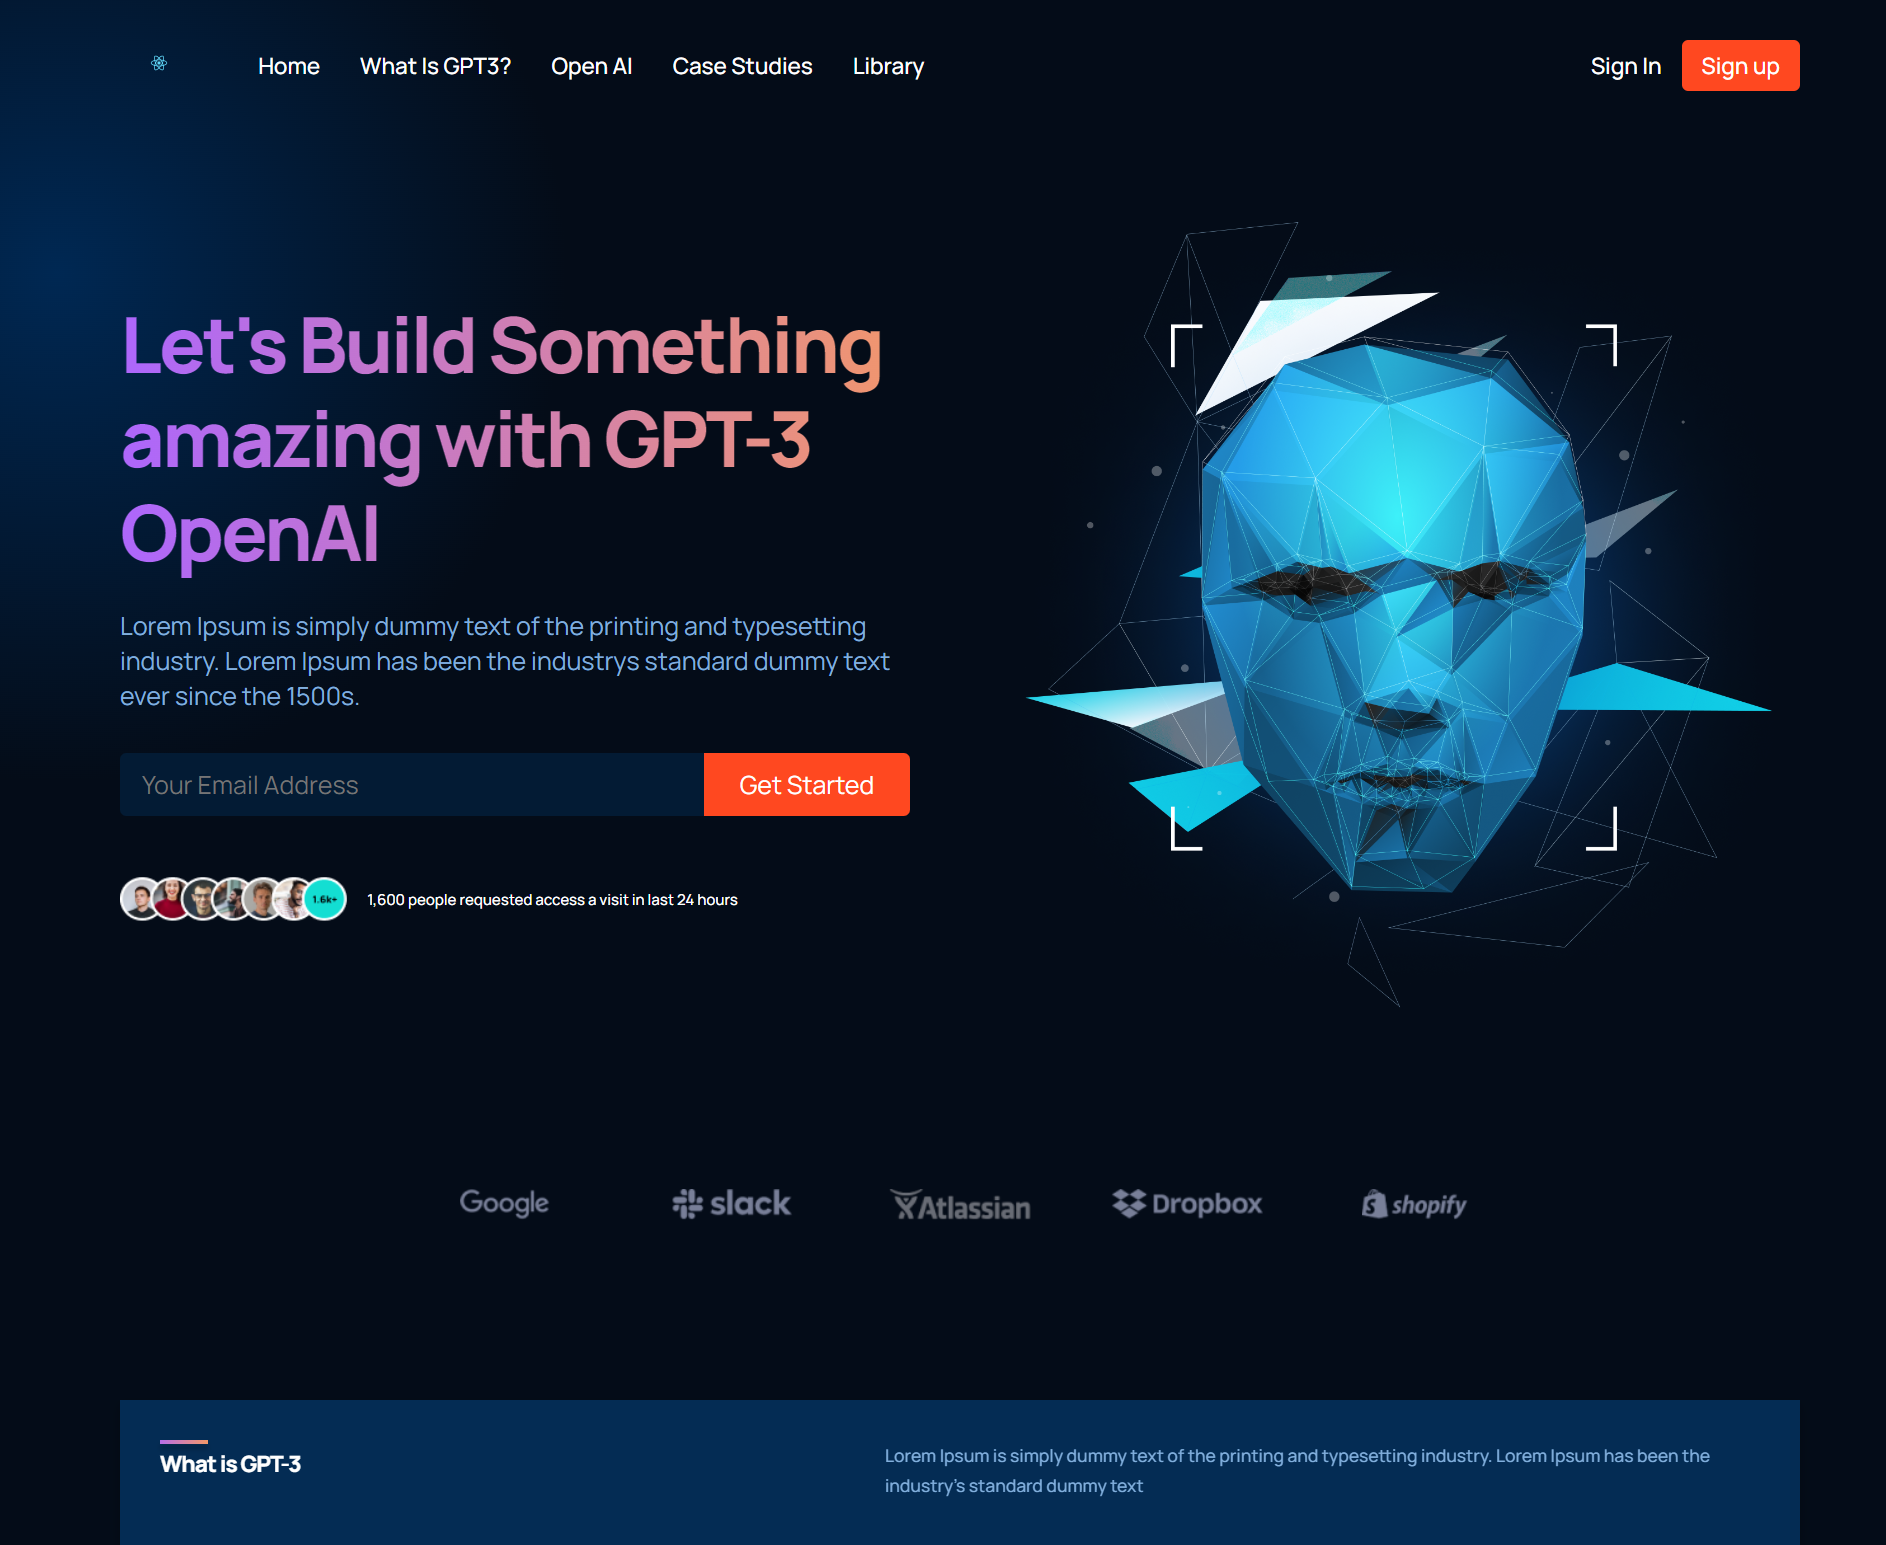 Home What Is GPT3? Open AI Case Studies Library Sign In Sign up
Let's Build Something
amazing with GPT-3
OpenAI
Lorem Ipsum is simply dummy text of the printing and typesetting
industry. Lorem Ipsum has been the industrys standard dummy text
ever since the 1500s.
Your Email Address Get Started
1.6k+ 1,600 people requested access a visit in last 24 hours
Google slack Atlassian Dropbox shopify
What is GPT-3
Lorem Ipsum is simply dummy text of the printing and typesetting industry. Lorem Ipsum has been the
industry's standard dummy text